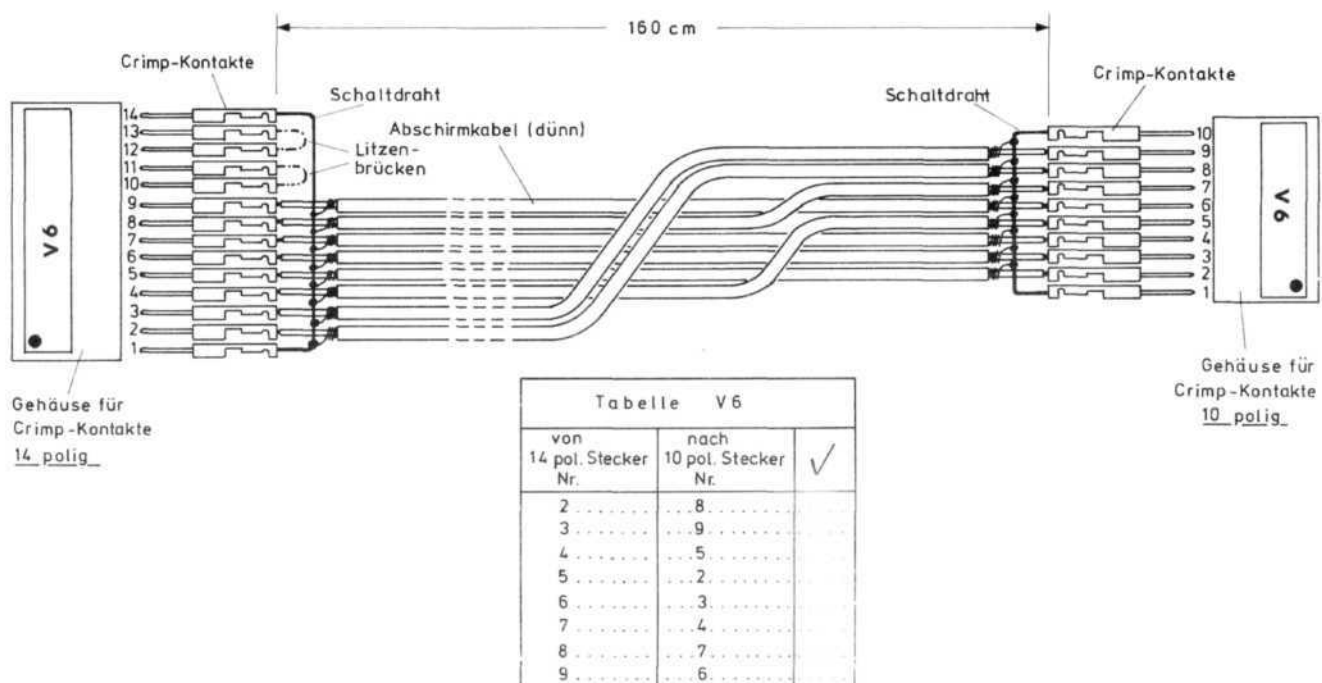 160 cm
Crimp-Kontakte
Crimp-Kontakte
Schaltdraht
Schaltdraht
Abschirmkabel (dünn)
Litzen-
brücken
14
13
12
11
10
9
8
7
6
5
4
3
2
1
V6
10
9
8
7
6
5
4
3
2
1
V6
Gehäuse für
Crimp-Kontakte
14 polig
Gehäuse für
Crimp-Kontakte
10 polig
Tabelle V6
von nach
14 pol. Stecker 10 pol. Stecker √
Nr. Nr.
2 . . . . . . . . . . 8 . . . . . . .
3 . . . . . . . . . . 9 . . . . . . .
4 . . . . . . . . . . 5 . . . . . . .
5 . . . . . . . . . . 2 . . . . . . .
6 . . . . . . . . . . 3 . . . . . . .
7 . . . . . . . . . . 4 . . . . . . .
8 . . . . . . . . . . 7 . . . . . . .
9 . . . . . . . . . . 6 . . . . . . .